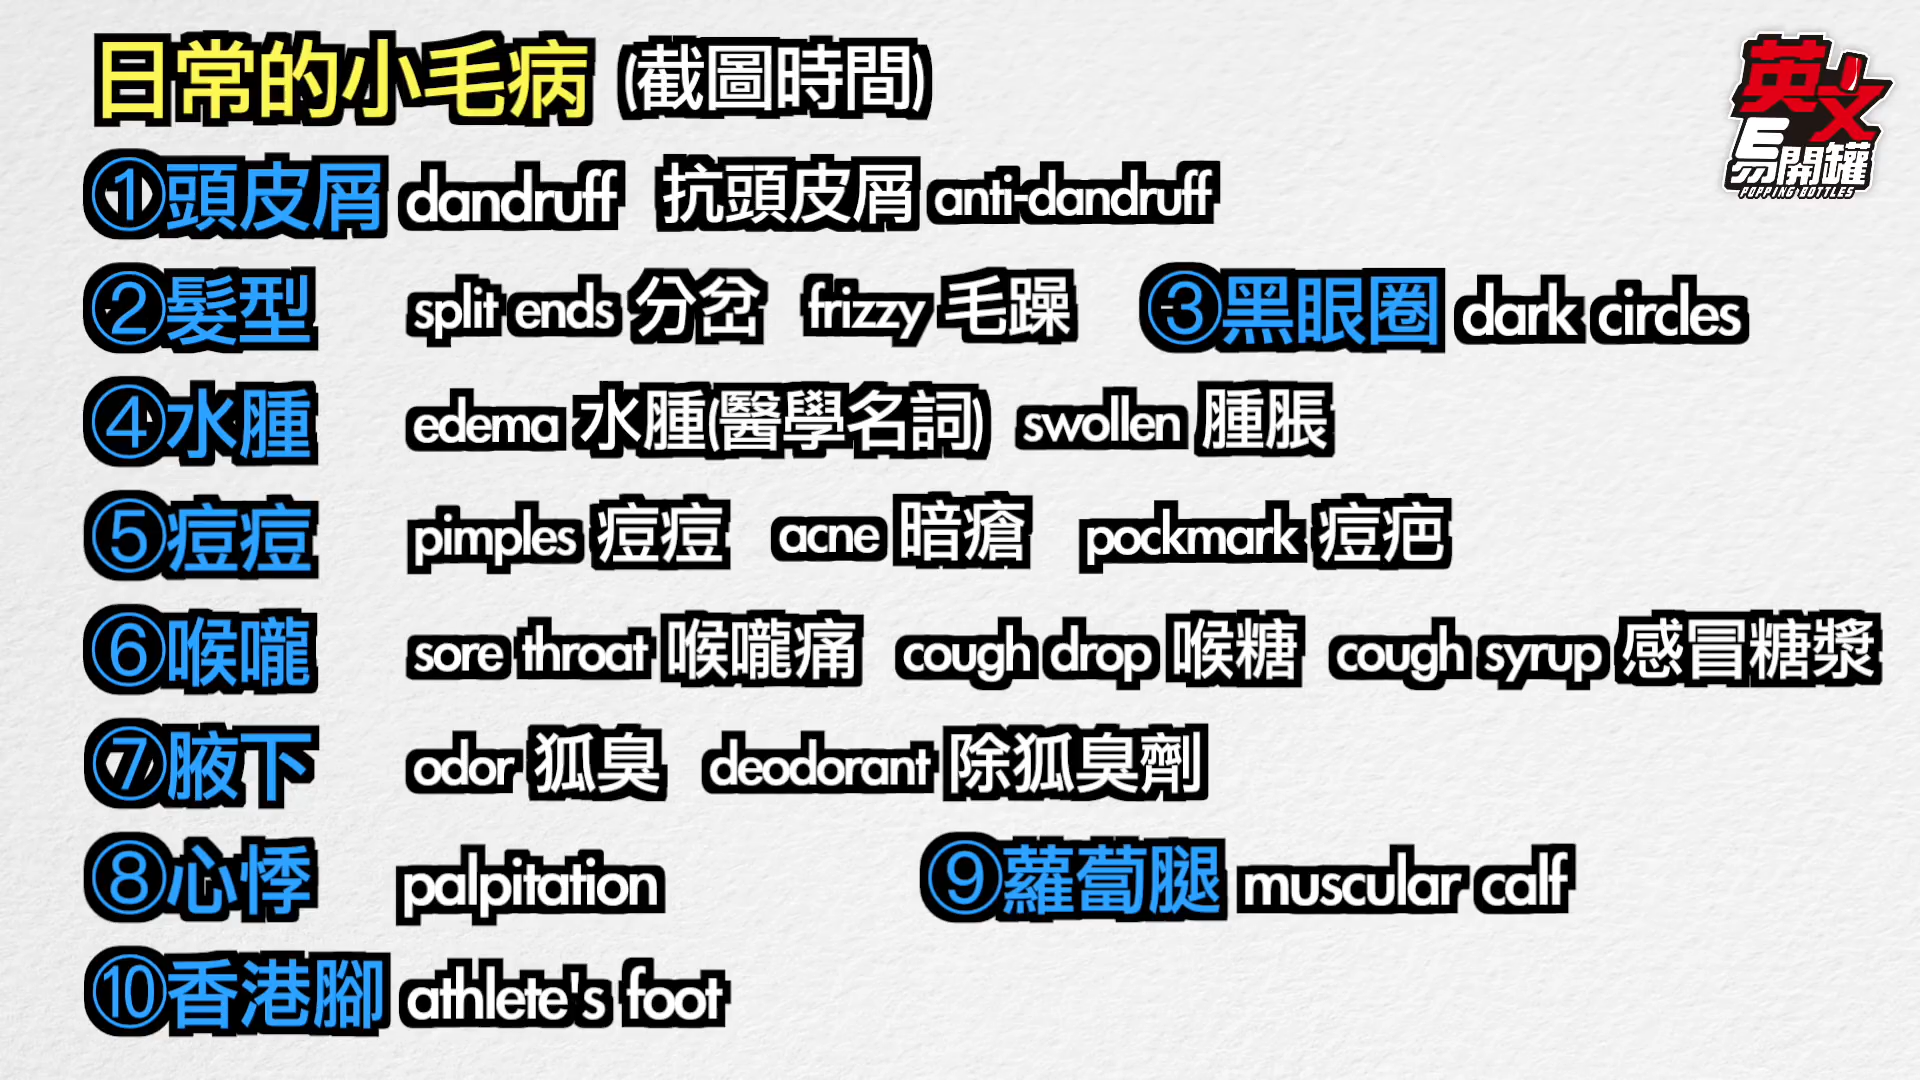 日常的小毛病 (截圖時間)
英文易開罐
POPPING BOTTLES
①頭皮屑 dandruff 抗頭皮屑 anti-dandruff
②髮型 split ends 分岔 frizzy 毛躁 ③黑眼圈 dark circles
④水腫 edema 水腫(醫學名詞) swollen 腫脹
⑤痘痘 pimples 痘痘 acne 暗瘡 pockmark 痘疤
⑥喉嚨 sore throat 喉嚨痛 cough drop 喉糖 cough syrup 感冒糖漿
⑦腋下 odor 狐臭 deodorant 除狐臭劑
⑧心悸 palpitation ⑨蘿蔔腿 muscular calf
⑩香港腳 athlete's foot